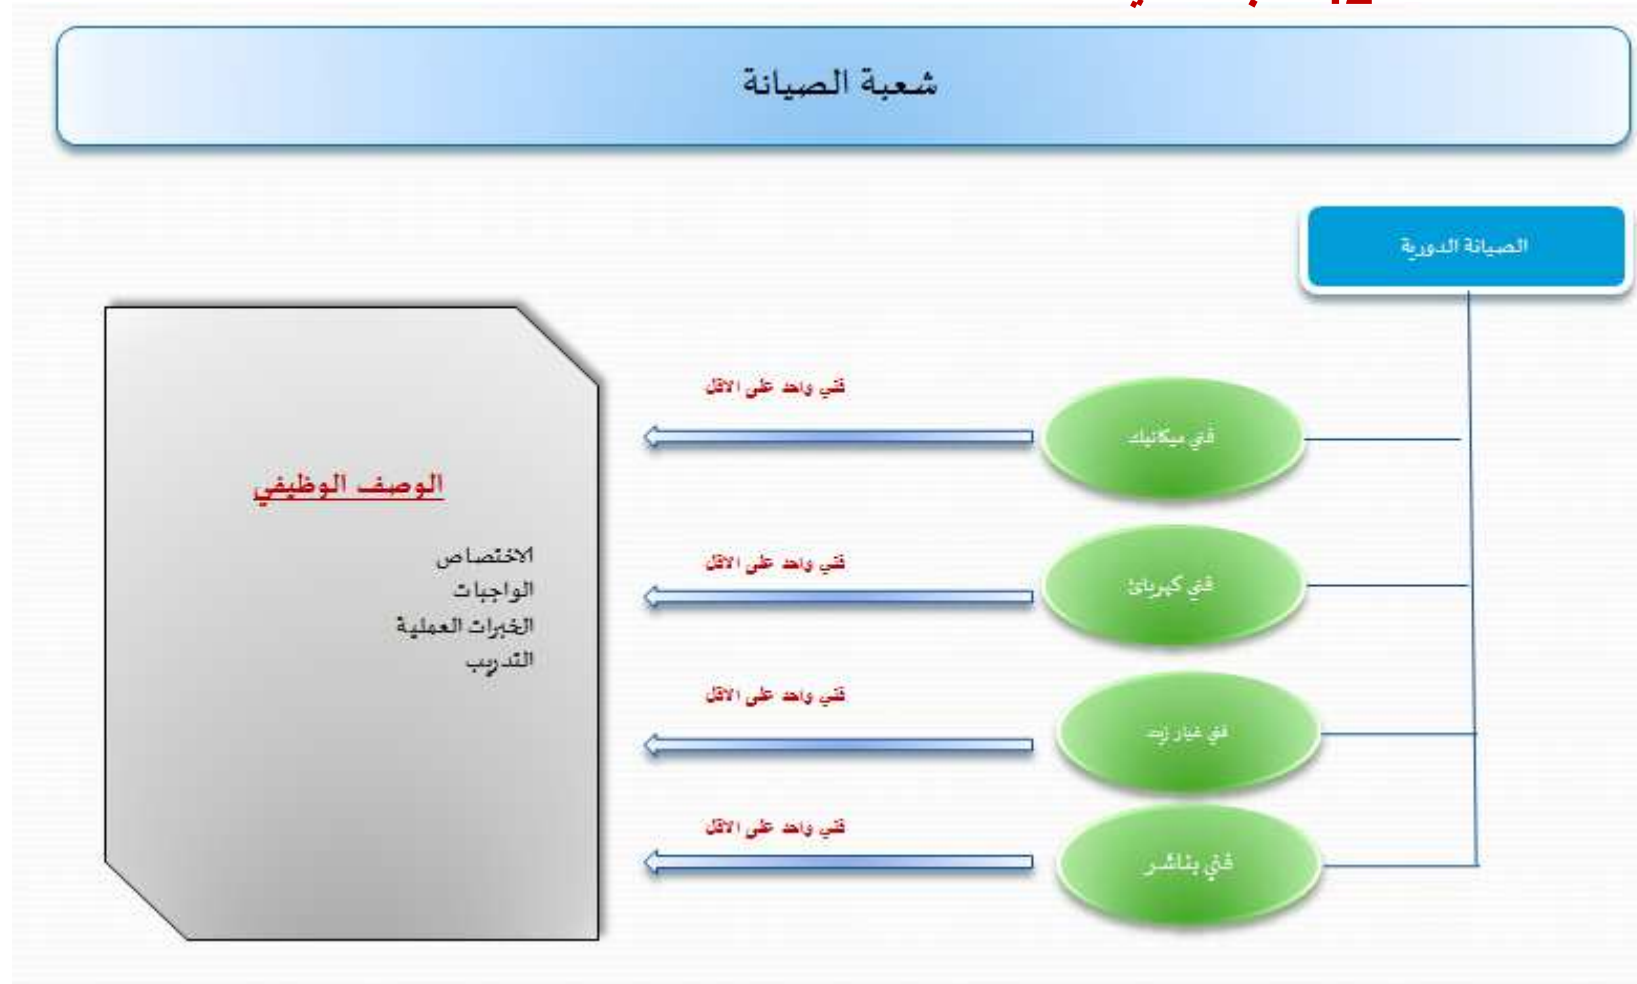 شعبة الصيانة
الصيانة الدورية
فني ميكانيك
فني واحد على الاقل
فني كهربائ
فني واحد على الاقل
فني غيار زيت
فني واحد على الاقل
فني بناشر
فني واحد على الاقل
الوصف الوظيفي
الاختصاص
الواجبات
الخبرات العملية
التدريب